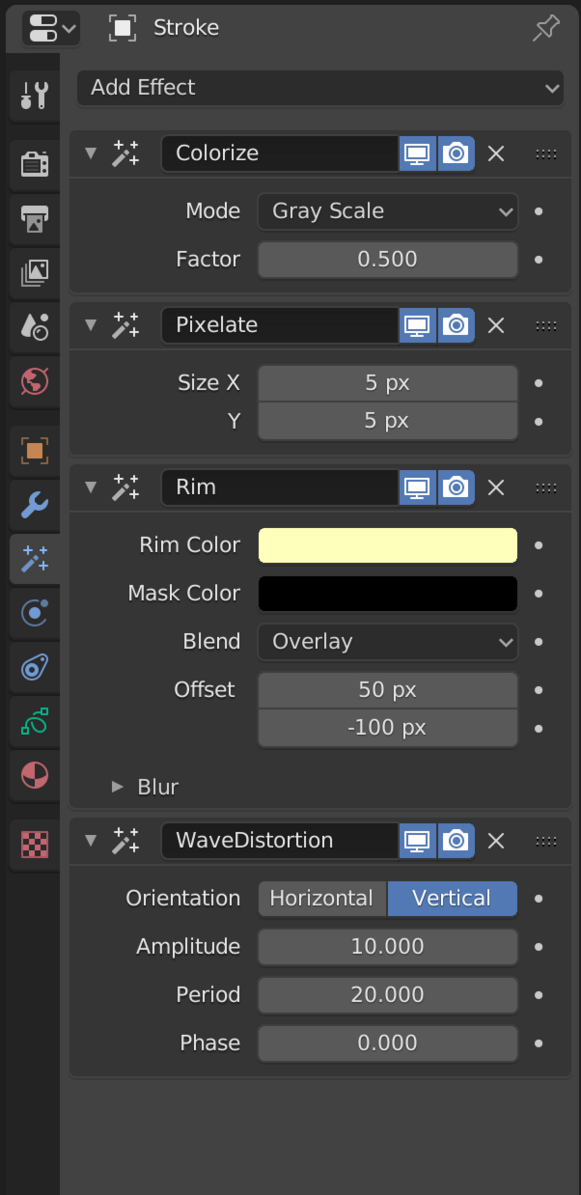 Stroke
Add Effect
Colorize
Mode Gray Scale
Factor 0.500
Pixelate
Size X 5 px
Y 5 px
Rim
Rim Color
Mask Color
Blend Overlay
Offset 50 px
-100 px
Blur
WaveDistortion
Orientation Horizontal Vertical
Amplitude 10.000
Period 20.000
Phase 0.000